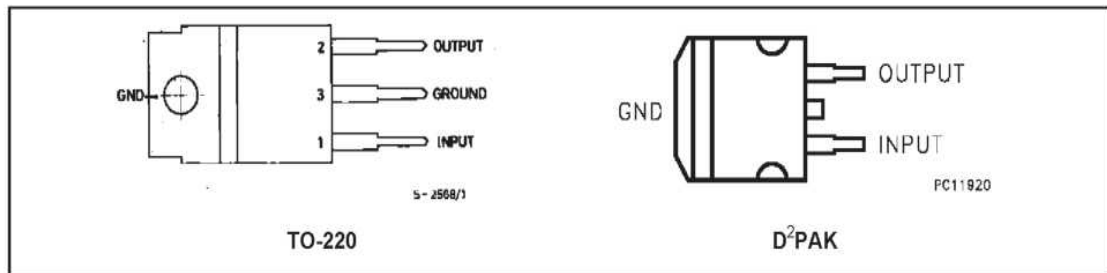 GND
2 OUTPUT
3 GROUND
1 INPUT
S-2568/1
TO-220
GND
OUTPUT
INPUT
PC11920
D²PAK